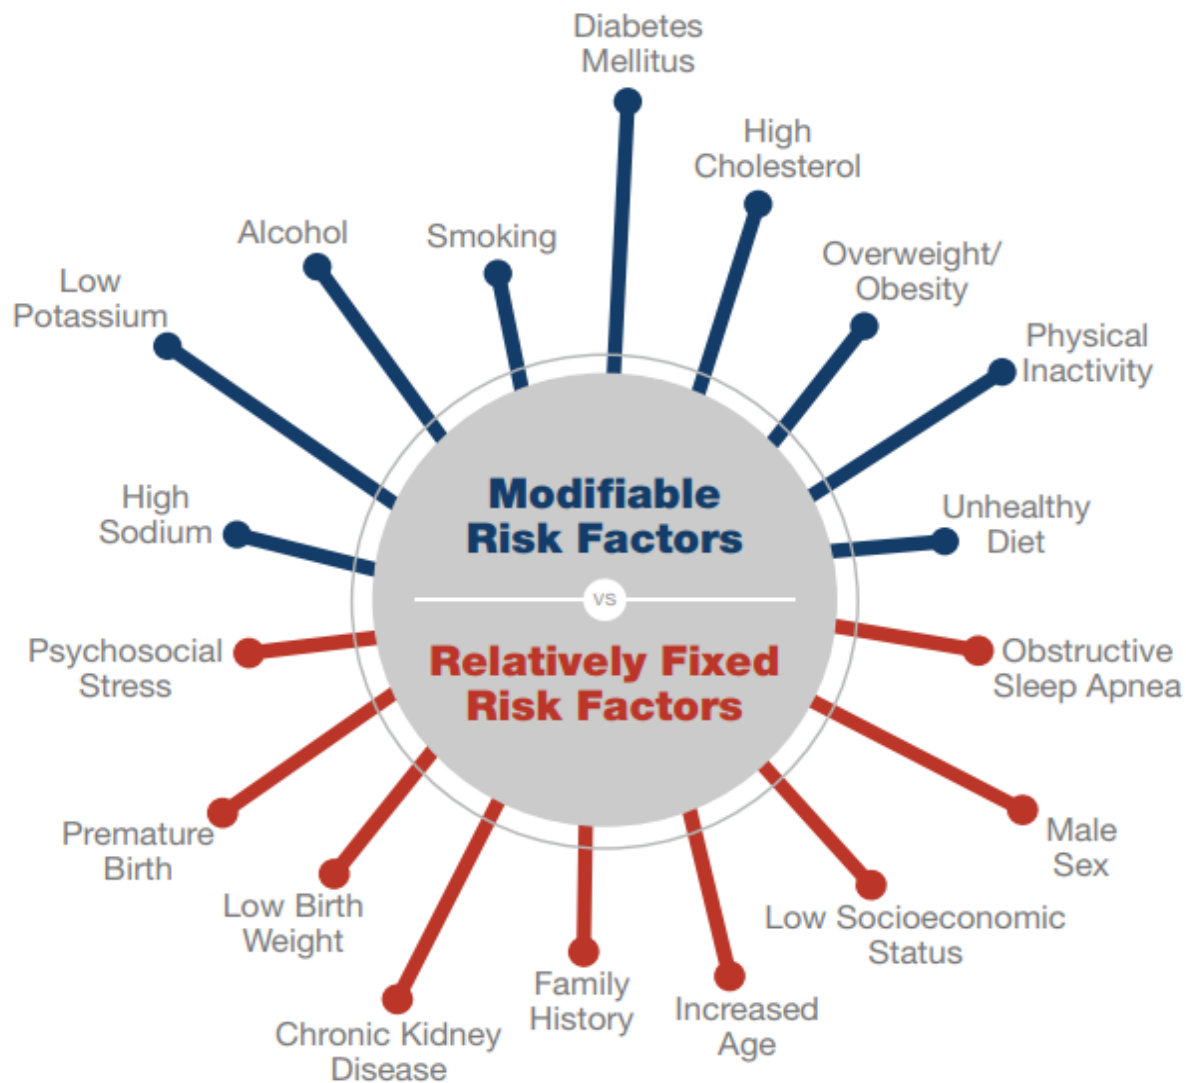 Diabetes
Mellitus
High
Cholesterol
Alcohol
Smoking
Overweight/
Obesity
Low
Potassium
Physical
Inactivity
High
Sodium
Unhealthy
Diet
Modifiable
Risk Factors
vs
Relatively Fixed
Risk Factors
Psychosocial
Stress
Obstructive
Sleep Apnea
Premature
Birth
Male
Sex
Low Birth
Weight
Low Socioeconomic
Status
Family
History
Increased
Age
Chronic Kidney
Disease